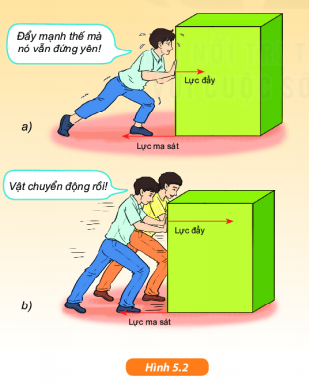 Đẩy mạnh thế mà
nó vẫn đứng yên!
Lực đẩy
a)
Lực ma sát
Vật chuyển động rồi!
Lực đẩy
b)
Lực ma sát
Hình 5.2